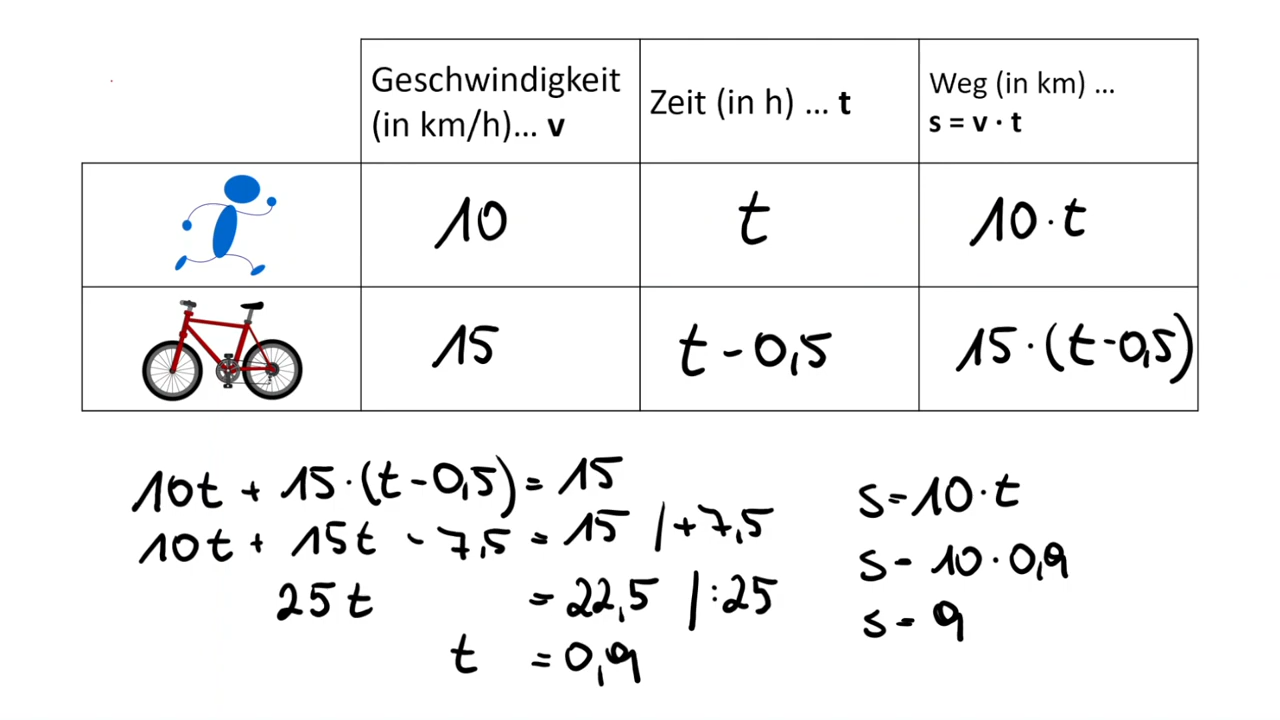 Geschwindigkeit
(in km/h)... v
Zeit (in h) ... t
Weg (in km) ...
s = v · t
10
t
10·t
15
t-0,5
15·(t-0,5)
10t + 15·(t-0,5) = 15
10t + 15t - 7,5 = 15 |+7,5
25t = 22,5 |:25
t = 0,9
s = 10·t
s = 10·0,9
s = 9